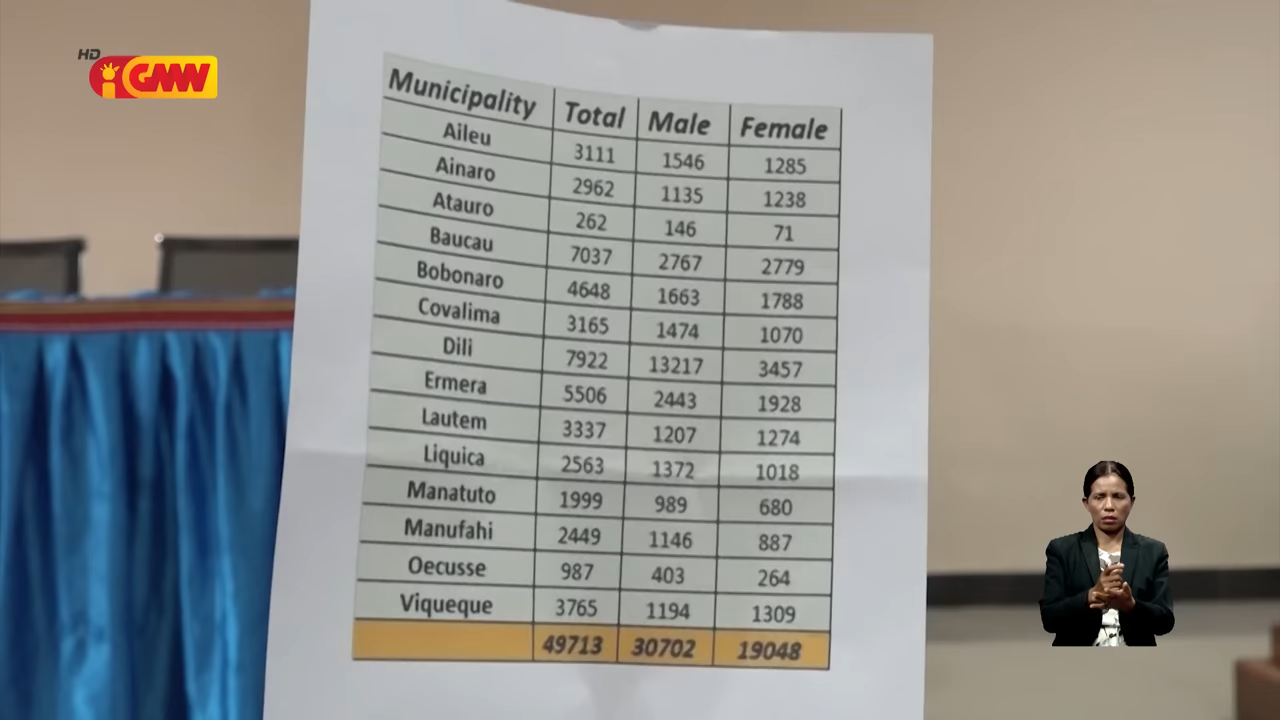 HD
GMN
Municipality Total Male Female
Aileu 3111 1546 1285
Ainaro 2962 1135 1238
Atauro 262 146 71
Baucau 7037 2767 2779
Bobonaro 4648 1663 1788
Covalima 3165 1474 1070
Dili 7922 13217 3457
Ermera 5506 2443 1928
Lautem 3337 1207 1274
Liquica 2563 1372 1018
Manatuto 1999 989 680
Manufahi 2449 1146 887
Oecusse 987 403 264
Viqueque 3765 1194 1309
49713 30702 19048